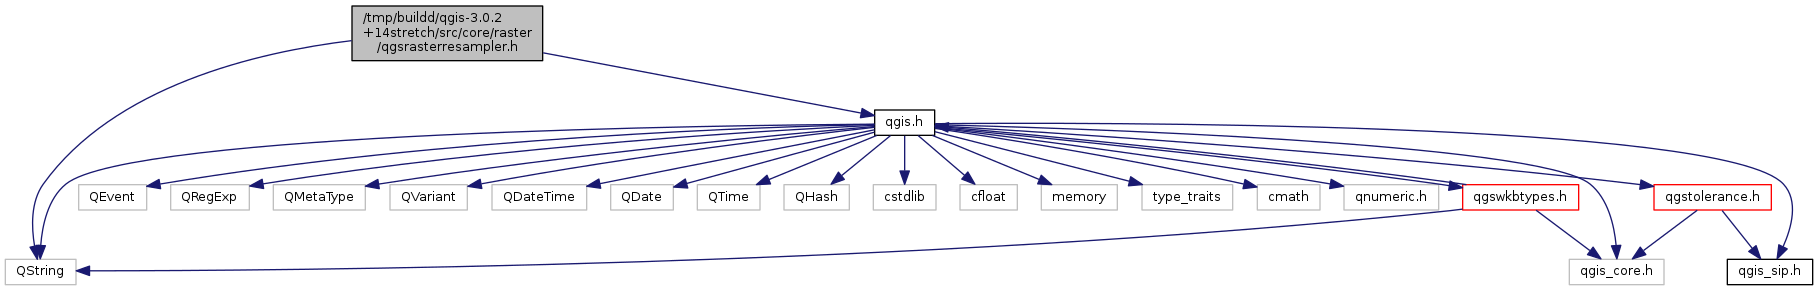 /tmp/buildd/qgis-3.0.2
+14stretch/src/core/raster
/qgsrasterresampler.h
qgis.h
QEvent
QRegExp
QMetaType
QVariant
QDateTime
QDate
QTime
QHash
cstdlib
cfloat
memory
type_traits
cmath
qnumeric.h
qgswkbtypes.h
qgstolerance.h
QString
qgis_core.h
qgis_sip.h